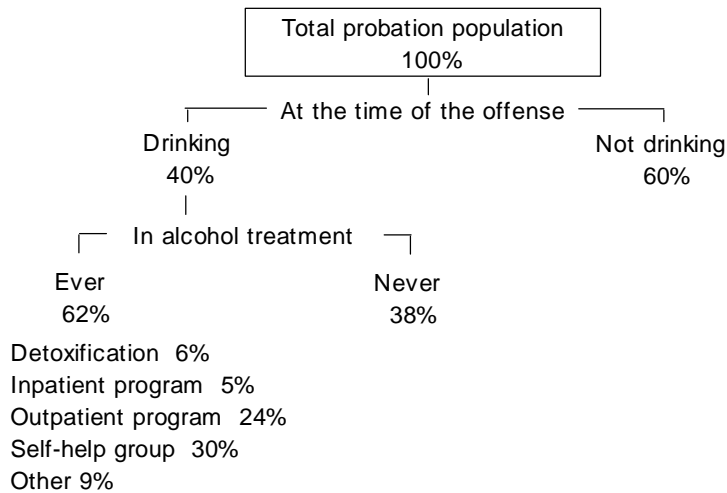 Total probation population
100%
At the time of the offense
Drinking
40%
Not drinking
60%
In alcohol treatment
Ever
62%
Never
38%
Detoxification 6%
Inpatient program 5%
Outpatient program 24%
Self-help group 30%
Other 9%